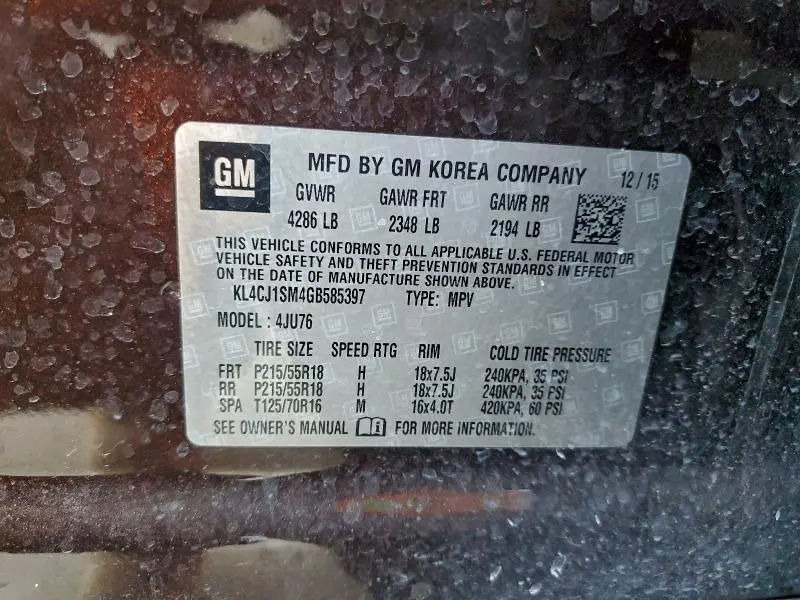 GM MFD BY GM KOREA COMPANY 12/15
GVWR GAWR FRT GAWR RR
4286 LB 2348 LB 2194 LB
THIS VEHICLE CONFORMS TO ALL APPLICABLE U.S. FEDERAL MOTOR
VEHICLE SAFETY AND THEFT PREVENTION STANDARDS IN EFFECT
ON THE DATE OF MANUFACTURE SHOWN ABOVE.
KL4CJ1SM4GB585397 TYPE: MPV
MODEL : 4JU76
TIRE SIZE SPEED RTG RIM COLD TIRE PRESSURE
FRT P215/55R18 H 18x7.5J 240KPA, 35 PSI
RR P215/55R18 H 18x7.5J 240KPA, 35 PSI
SPA T125/70R16 M 16x4.0T 420KPA, 60 PSI
SEE OWNER'S MANUAL i FOR MORE INFORMATION.